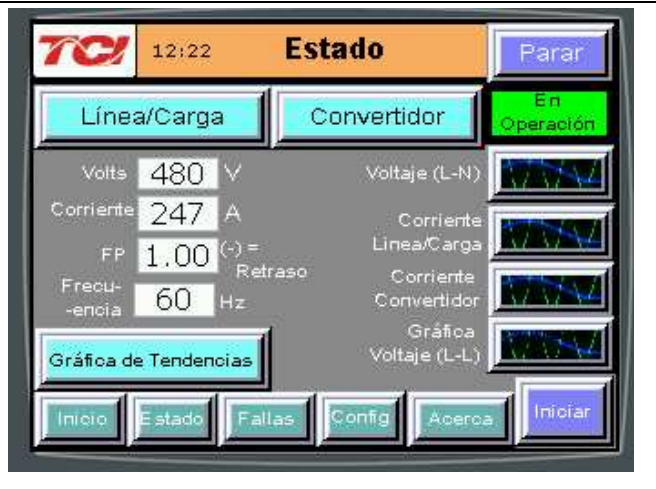 TCI 12:22 Estado Parar
Línea/Carga Convertidor En
Operación
Volts 480 V Voltaje (L-N)
Corriente 247 A Corriente
Linea/Carga
FP 1.00 (-) =
Retraso
Corriente
Convertidor
Frecu-
-encia 60 Hz
Gráfica
Voltaje (L-L)
Gráfica de Tendencias
Inicio Estado Fallas Config Acerca Iniciar